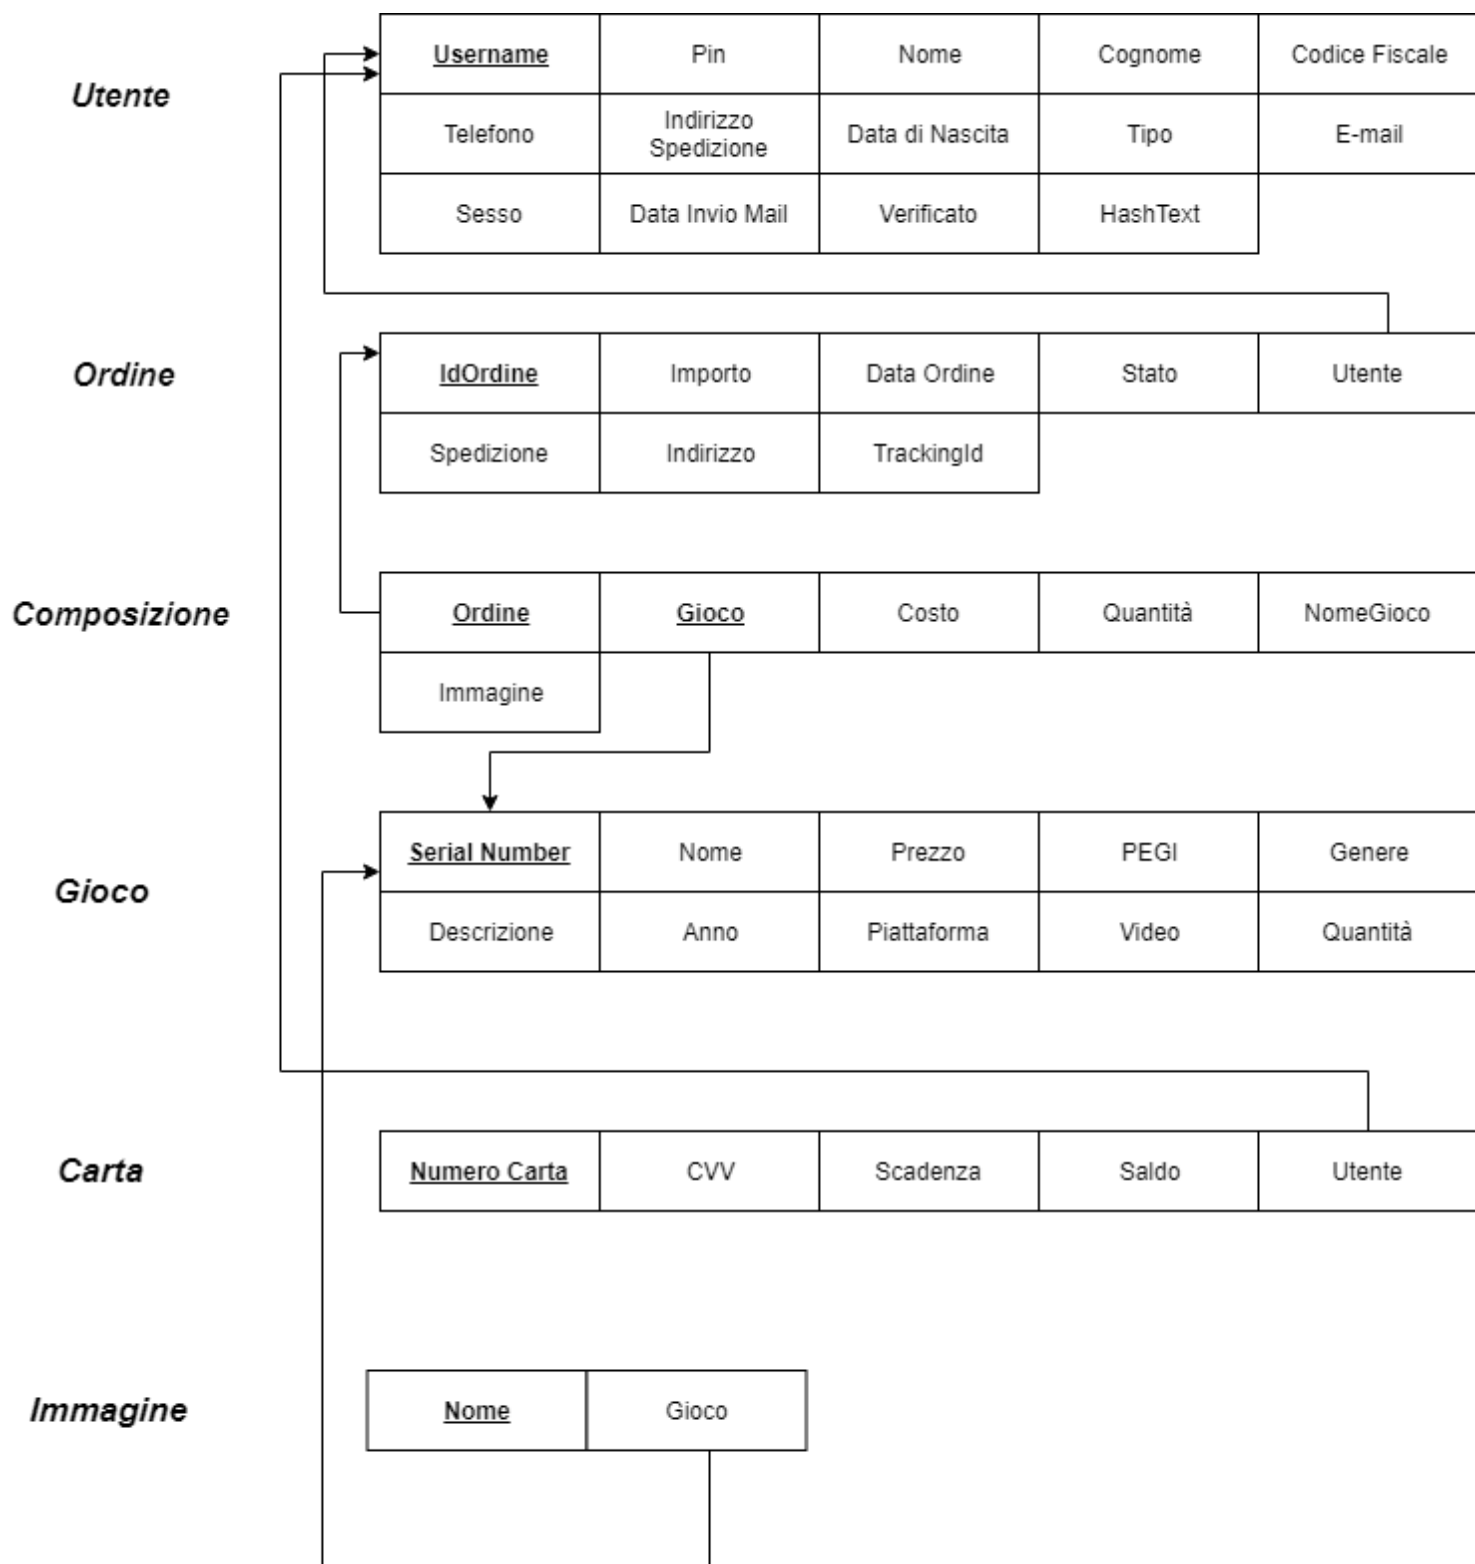 Utente
Username Pin Nome Cognome Codice Fiscale
Telefono Indirizzo Spedizione Data di Nascita Tipo E-mail
Sesso Data Invio Mail Verificato HashText
Ordine
IdOrdine Importo Data Ordine Stato Utente
Spedizione Indirizzo TrackingId
Composizione
Ordine Gioco Costo Quantità NomeGioco
Immagine
Gioco
Serial Number Nome Prezzo PEGI Genere
Descrizione Anno Piattaforma Video Quantità
Carta
Numero Carta CVV Scadenza Saldo Utente
Immagine
Nome Gioco